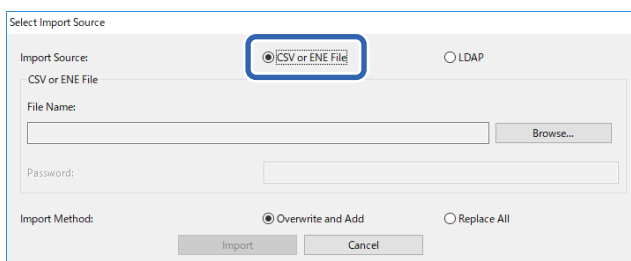 Select Import Source
Import Source: CSV or ENE File LDAP
CSV or ENE File
File Name:
Browse...
Password:
Import Method: Overwrite and Add Replace All
Import Cancel